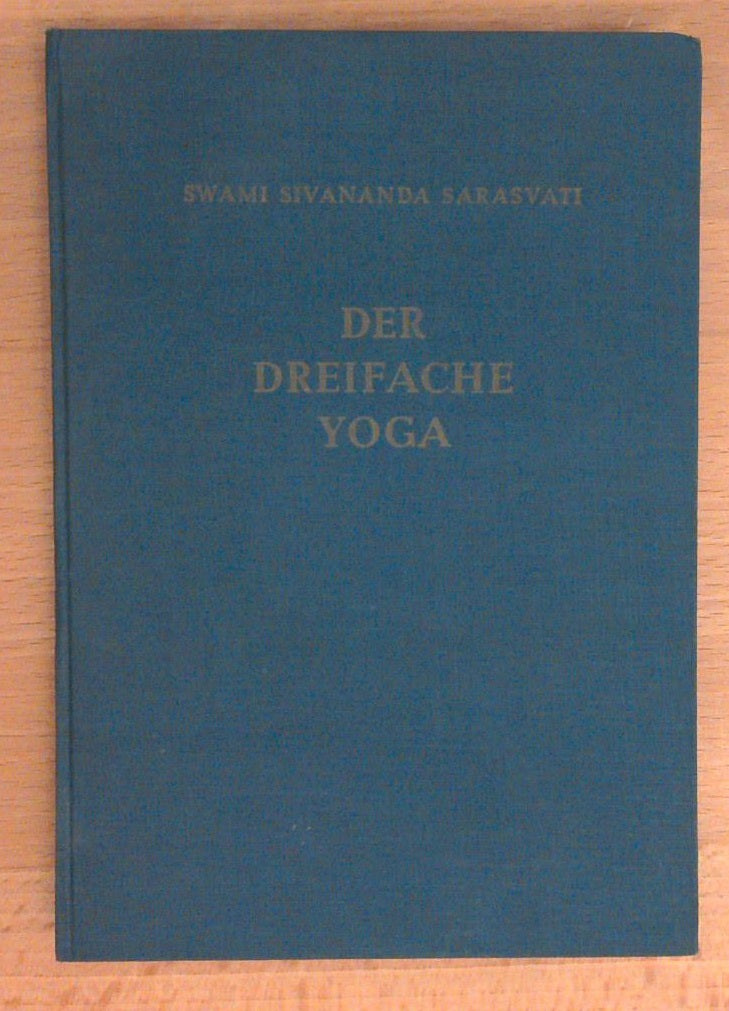 SWAMI SIVANANDA SARASVATI
DER
DREIFACHE
YOGA